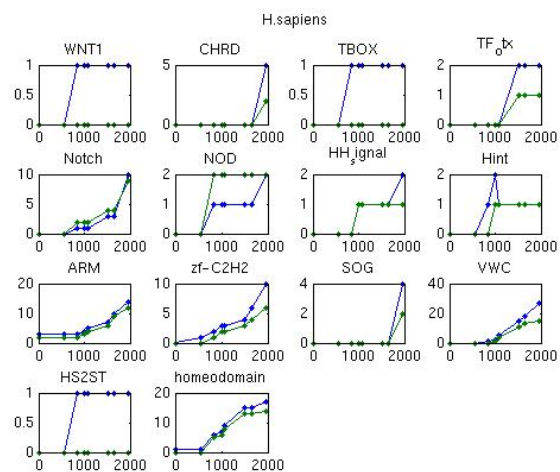 H.sapiens
WNT1 CHRD TBOX TF_otx
1 5 1 2
0.5 0.5 1
0 0 0 0
0 1000 2000 0 1000 2000 0 1000 2000 0 1000 2000
Notch NOD HH_signal Hint
10 2 2 2
5 1 1 1
0 0 0 0
0 1000 2000 0 1000 2000 0 1000 2000 0 1000 2000
ARM zf-C2H2 SOG VWC
20 10 4 40
10 5 2 20
0 0 0 0
0 1000 2000 0 1000 2000 0 1000 2000 0 1000 2000
HS2ST homeodomain
1 20
0.5 10
0 0
0 1000 2000 0 1000 2000